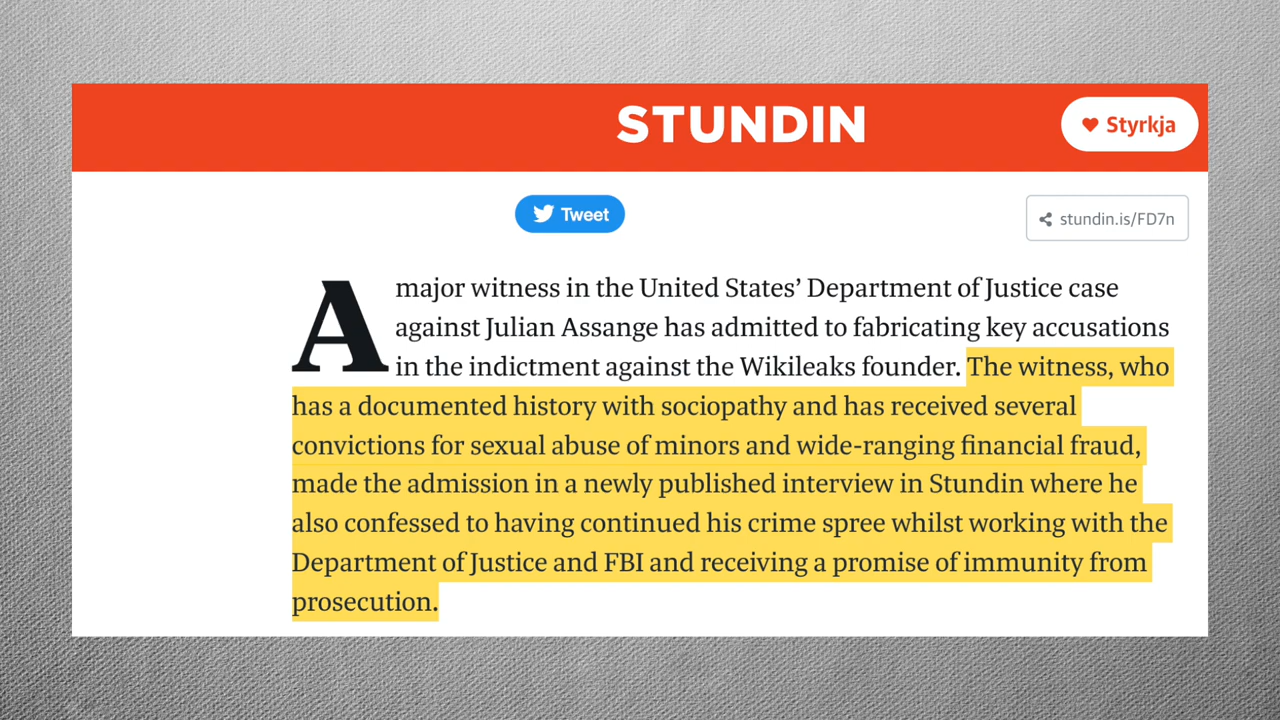 STUNDIN
Styrkja
Tweet
stundin.is/FD7n
A major witness in the United States’ Department of Justice case
against Julian Assange has admitted to fabricating key accusations
in the indictment against the Wikileaks founder. The witness, who
has a documented history with sociopathy and has received several
convictions for sexual abuse of minors and wide-ranging financial fraud,
made the admission in a newly published interview in Stundin where he
also confessed to having continued his crime spree whilst working with the
Department of Justice and FBI and receiving a promise of immunity from
prosecution.